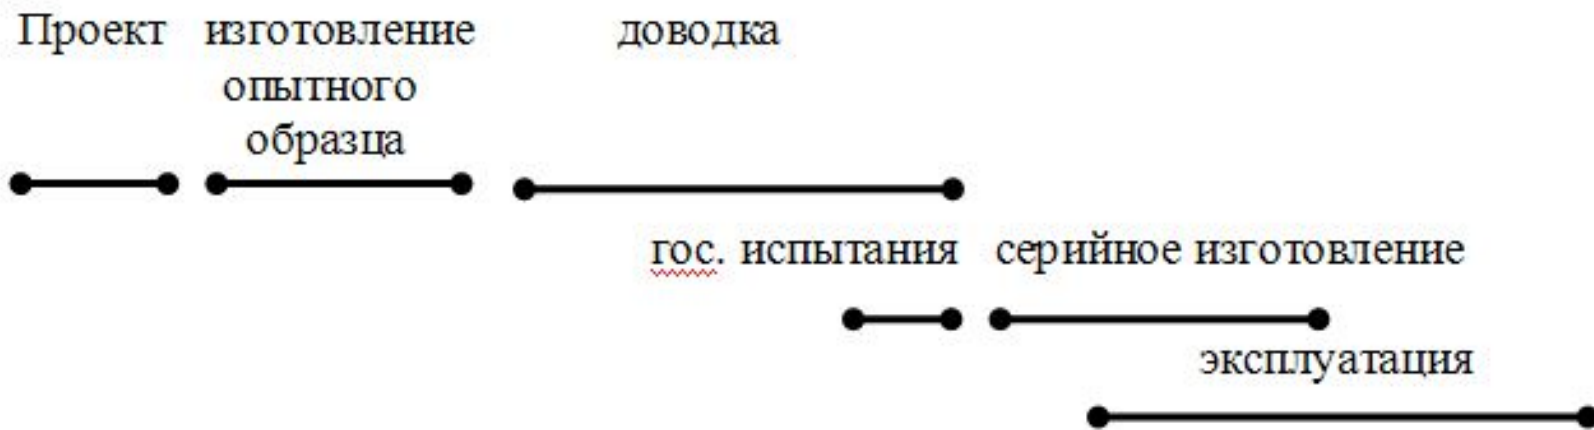 Проект изготовление доводка
опытного
образца
гос. испытания серийное изготовление
эксплуатация